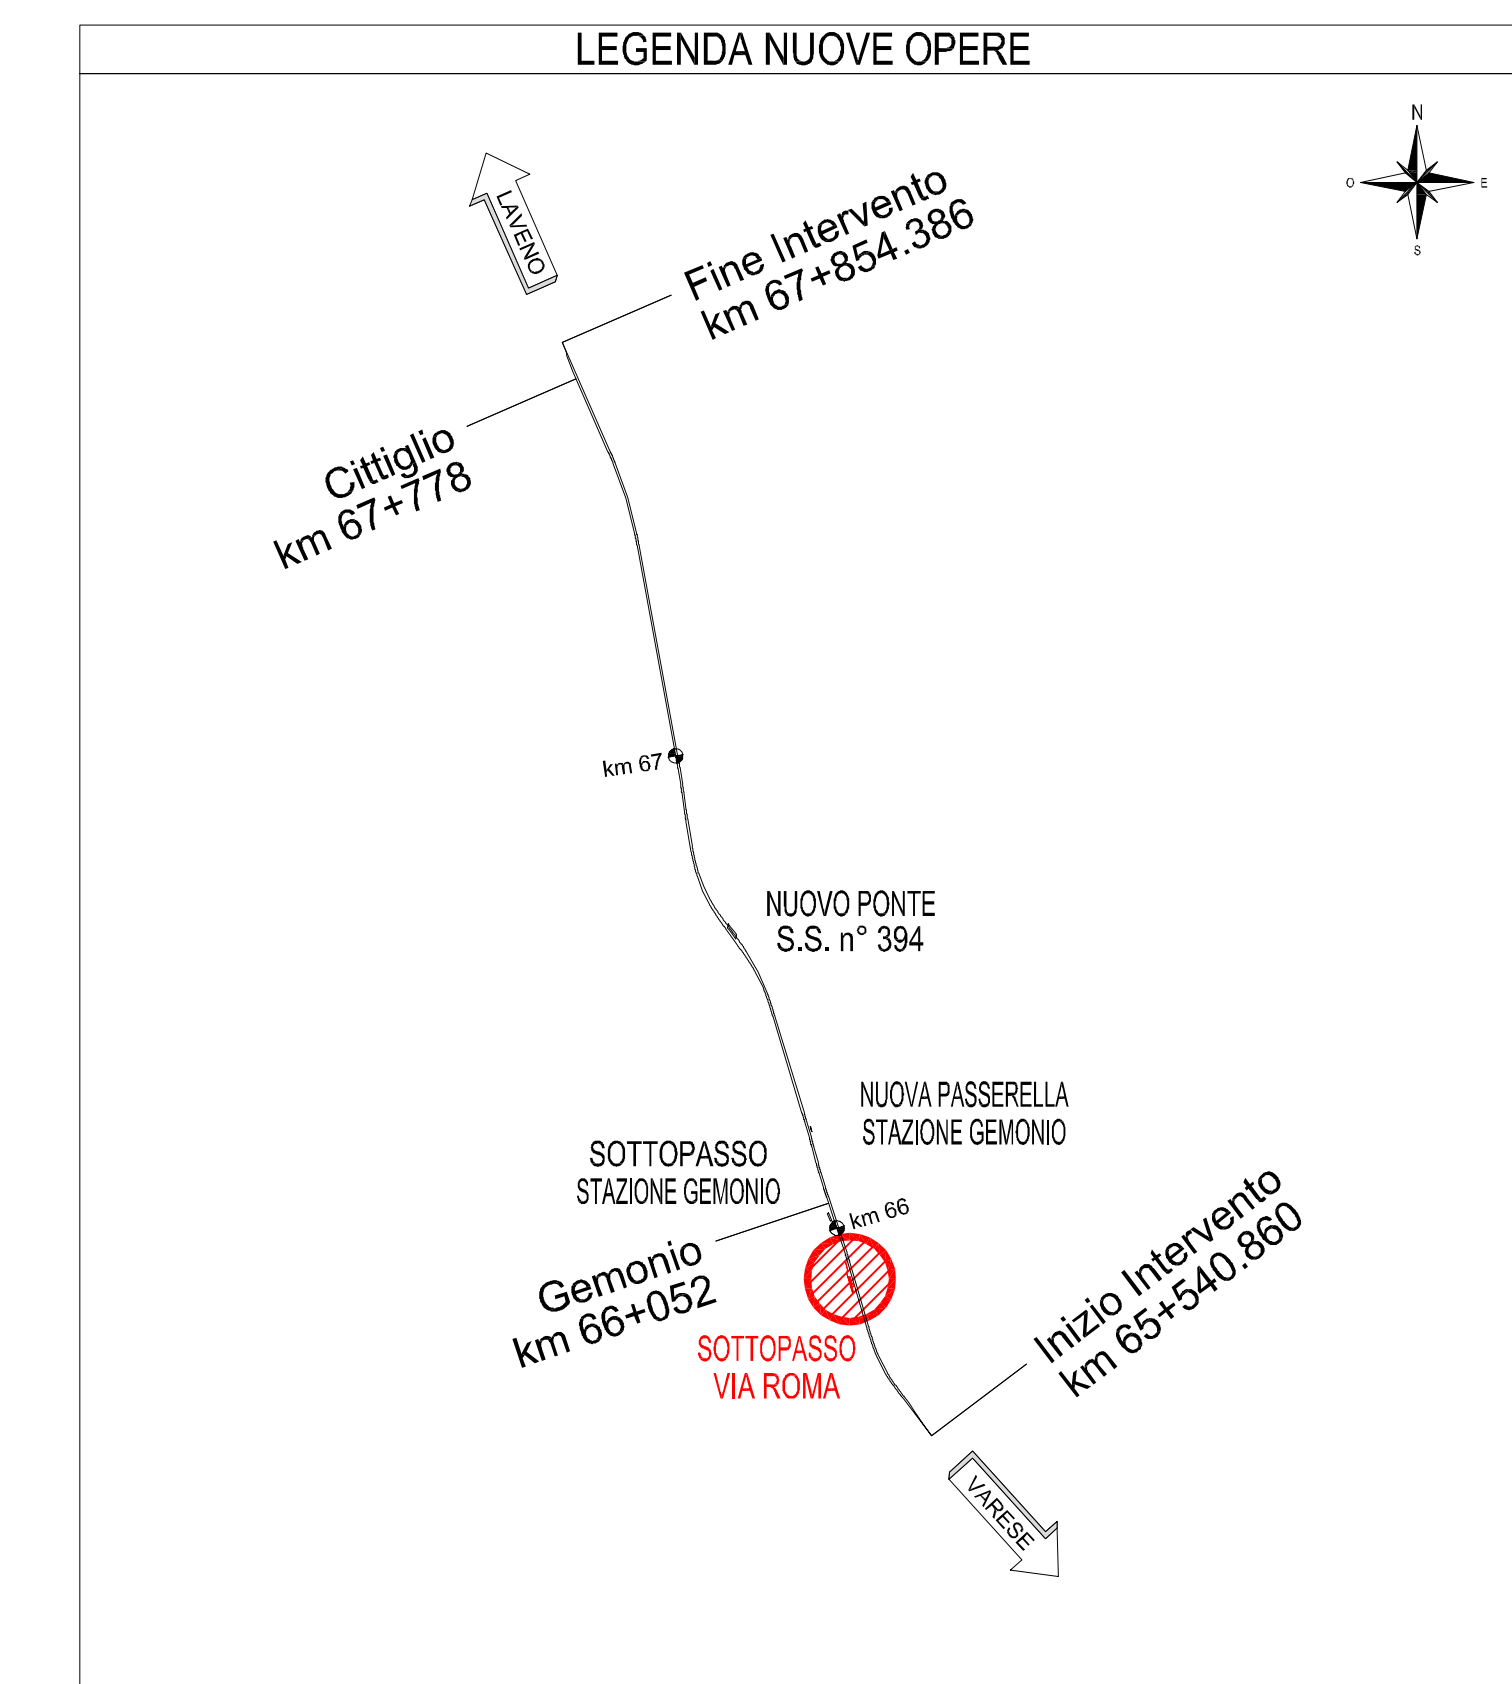 LEGENDA NUOVE OPERE
N
O
E
S
LAVENO
Fine Intervento
km 67+854.386
Cittiglio
km 67+778
km 67
NUOVO PONTE
S.S. n° 394
NUOVA PASSERELLA
STAZIONE GEMONIO
SOTTOPASSO
STAZIONE GEMONIO
km 66
Gemonio
km 66+052
Inizio Intervento
km 65+540.860
SOTTOPASSO
VIA ROMA
VARESE